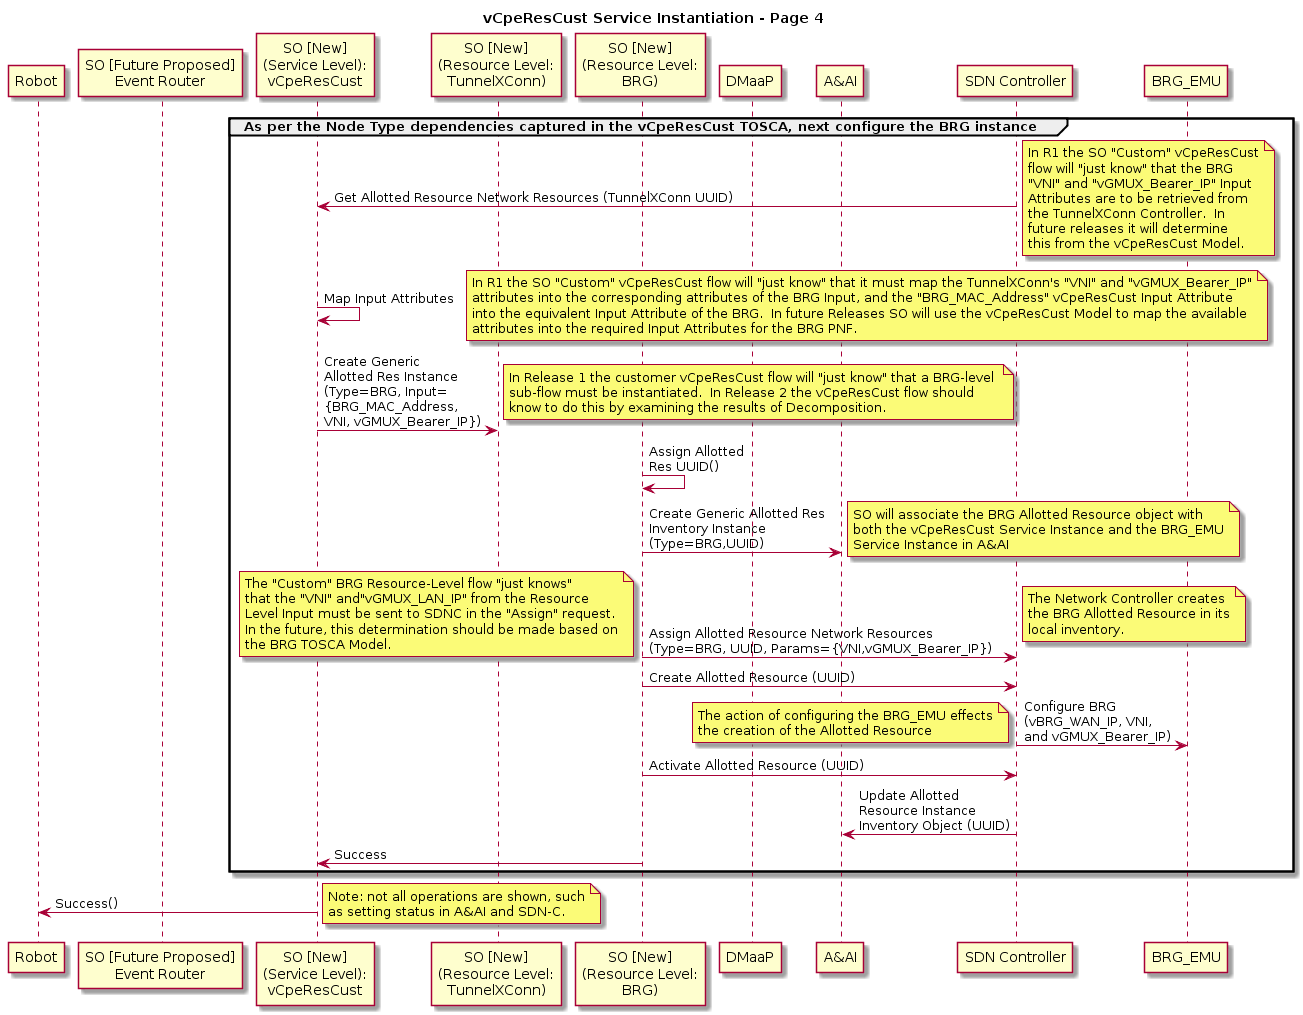 vCpeResCust Service Instantiation - Page 4
Robot
SO [Future Proposed]
Event Router
SO [New]
(Service Level):
vCpeResCust
SO [New]
(Resource Level:
TunnelXConn)
SO [New]
(Resource Level:
BRG)
DMaaP
A&AI
SDN Controller
BRG_EMU
As per the Node Type dependencies captured in the vCpeResCust TOSCA, next configure the BRG instance
Get Allotted Resource Network Resources (TunnelXConn UUID)
In R1 the SO "Custom" vCpeResCust
flow will "just know" that the BRG
"VNI" and "vGMUX_Bearer_IP" Input
Attributes are to be retrieved from
the TunnelXConn Controller.  In
future releases it will determine
this from the vCpeResCust Model.
Map Input Attributes
In R1 the SO "Custom" vCpeResCust flow will "just know" that it must map the TunnelXConn's "VNI" and "vGMUX_Bearer_IP"
attributes into the corresponding attributes of the BRG Input, and the "BRG_MAC_Address" vCpeResCust Input Attribute
into the equivalent Input Attribute of the BRG.  In future Releases SO will use the vCpeResCust Model to map the available
attributes into the required Input Attributes for the BRG PNF.
Create Generic
Allotted Res Instance
(Type=BRG, Input=
{BRG_MAC_Address,
VNI, vGMUX_Bearer_IP})
In Release 1 the customer vCpeResCust flow will "just know" that a BRG-level
sub-flow must be instantiated.  In Release 2 the vCpeResCust flow should
know to do this by examining the results of Decomposition.
Assign Allotted
Res UUID()
Create Generic Allotted Res
Inventory Instance
(Type=BRG,UUID)
SO will associate the BRG Allotted Resource object with
both the vCpeResCust Service Instance and the BRG_EMU
Service Instance in A&AI
The "Custom" BRG Resource-Level flow "just knows"
that the "VNI" and"vGMUX_LAN_IP" from the Resource
Level Input must be sent to SDNC in the "Assign" request.
In the future, this determination should be made based on
the BRG TOSCA Model.
Assign Allotted Resource Network Resources
(Type=BRG, UUID, Params={VNI,vGMUX_Bearer_IP})
The Network Controller creates
the BRG Allotted Resource in its
local inventory.
Create Allotted Resource (UUID)
The action of configuring the BRG_EMU effects
the creation of the Allotted Resource
Configure BRG
(vBRG_WAN_IP, VNI,
and vGMUX_Bearer_IP)
Activate Allotted Resource (UUID)
Update Allotted
Resource Instance
Inventory Object (UUID)
Success
Success()
Note: not all operations are shown, such
as setting status in A&AI and SDN-C.
Robot
SO [Future Proposed]
Event Router
SO [New]
(Service Level):
vCpeResCust
SO [New]
(Resource Level:
TunnelXConn)
SO [New]
(Resource Level:
BRG)
DMaaP
A&AI
SDN Controller
BRG_EMU